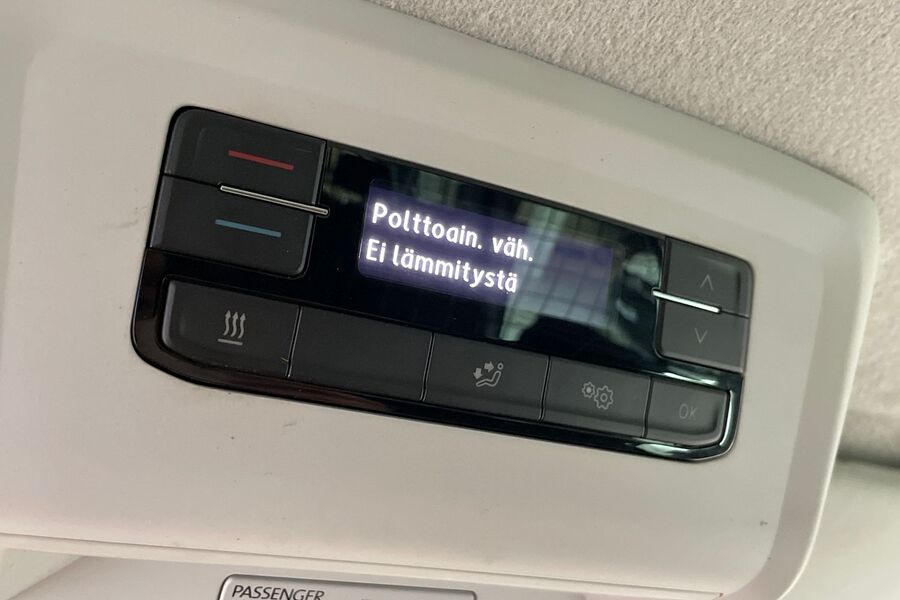 Polttoain. väh.
Ei lämmitystä
OK
PASSENGER